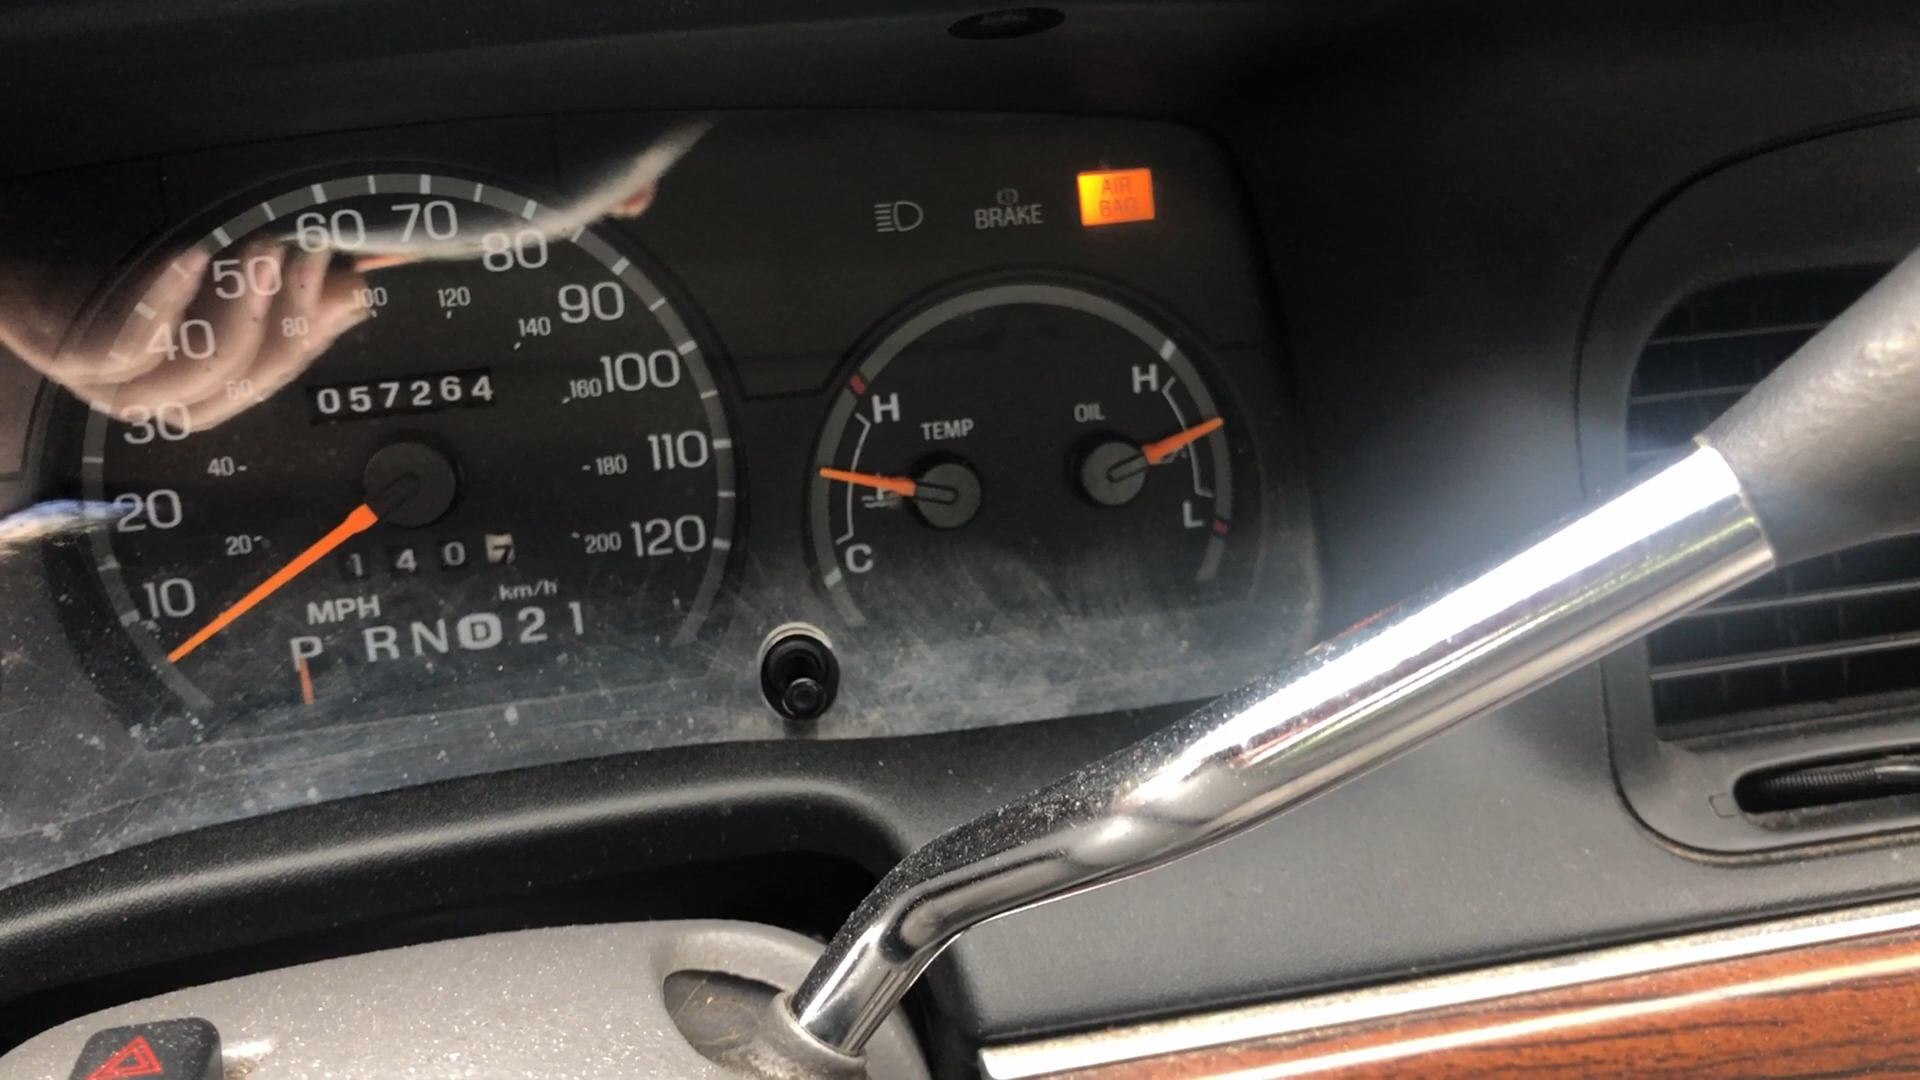 AIR
BAG
BRAKE
60 70
80
50
90
40
100
30
110
20
120
10
100 120
80 140
60 160
40 180
20 200
057264
1 4 0 7
MPH km/h
P R N D 2 1
H
TEMP
C
H
OIL
L